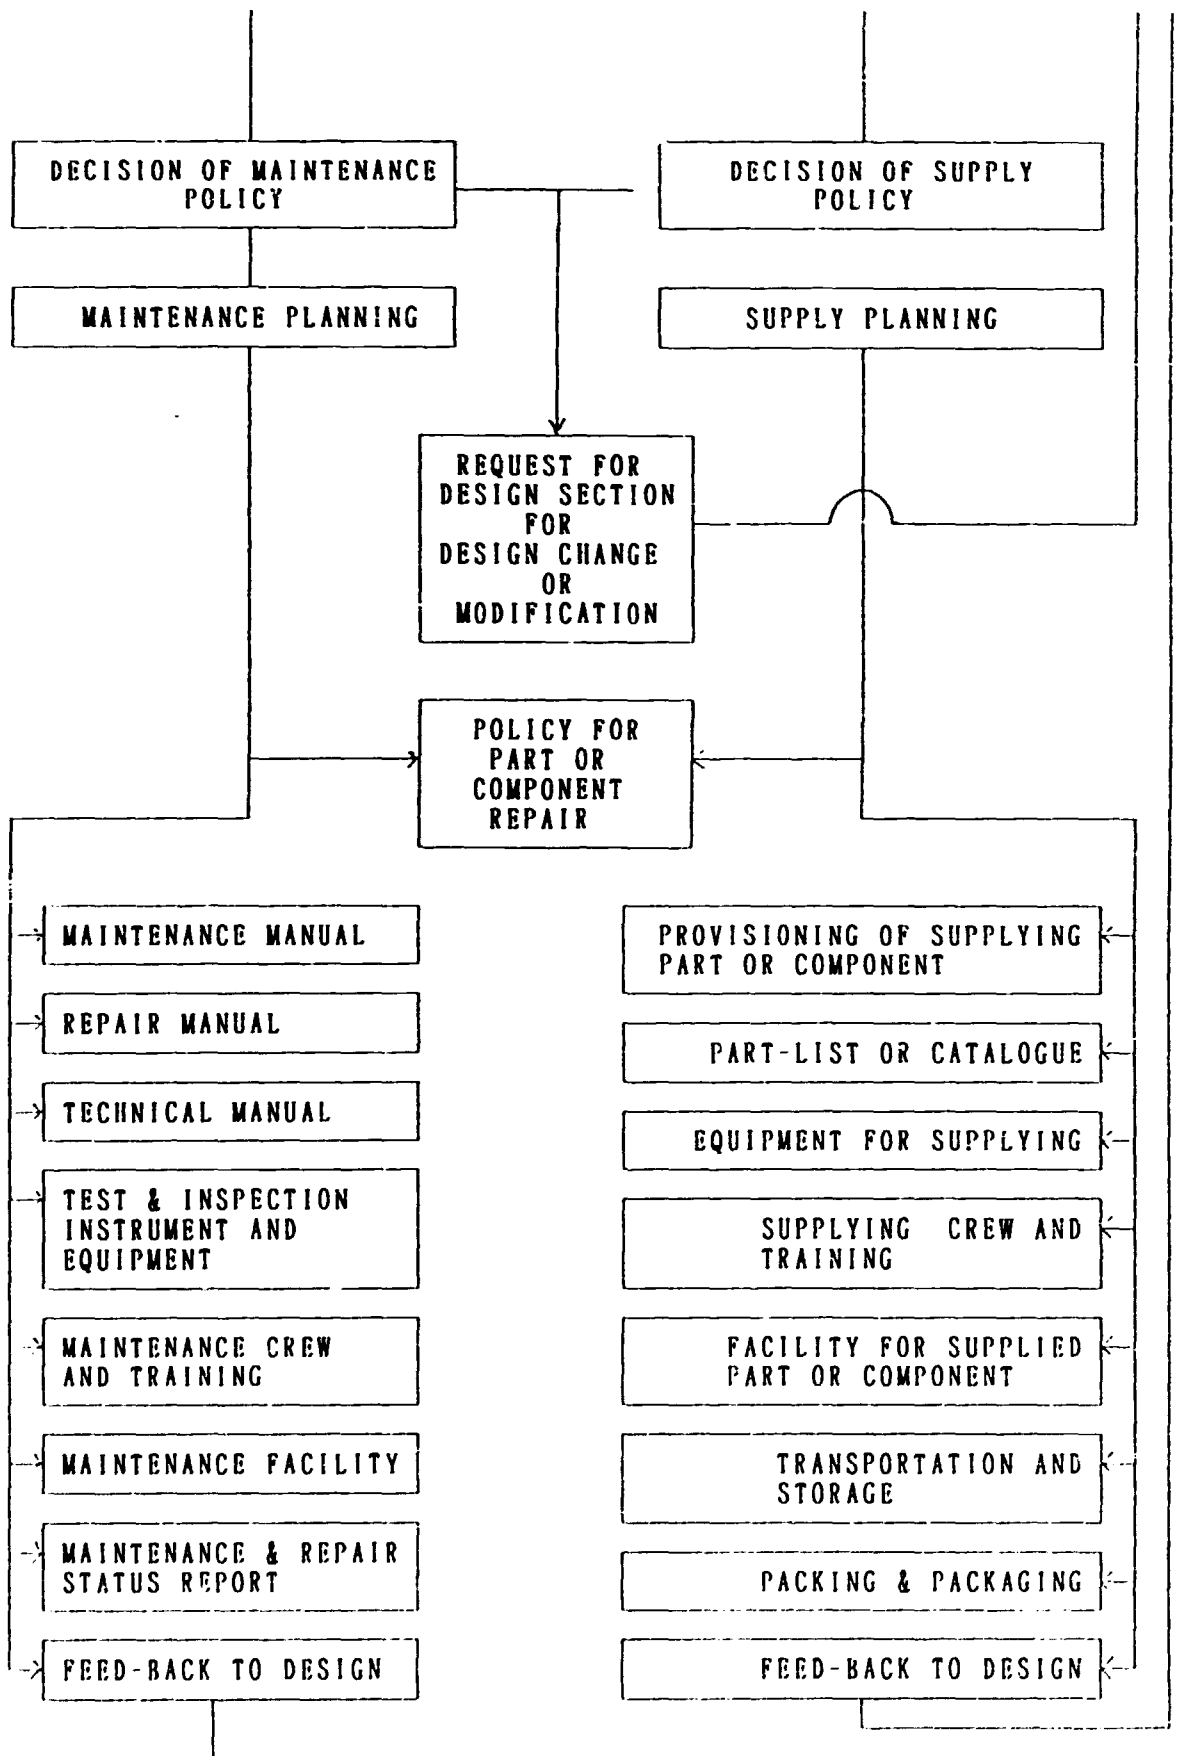 DECISION OF MAINTENANCE
POLICY
DECISION OF SUPPLY
POLICY
MAINTENANCE PLANNING
SUPPLY PLANNING
REQUEST FOR
DESIGN SECTION
FOR
DESIGN CHANGE
OR
MODIFICATION
POLICY FOR
PART OR
COMPONENT
REPAIR
MAINTENANCE MANUAL
REPAIR MANUAL
TECHNICAL MANUAL
TEST & INSPECTION
INSTRUMENT AND
EQUIPMENT
MAINTENANCE CREW
AND TRAINING
MAINTENANCE FACILITY
MAINTENANCE & REPAIR
STATUS REPORT
FEED-BACK TO DESIGN
PROVISIONING OF SUPPLYING
PART OR COMPONENT
PART-LIST OR CATALOGUE
EQUIPMENT FOR SUPPLYING
SUPPLYING CREW AND
TRAINING
FACILITY FOR SUPPLIED
PART OR COMPONENT
TRANSPORTATION AND
STORAGE
PACKING & PACKAGING
FEED-BACK TO DESIGN